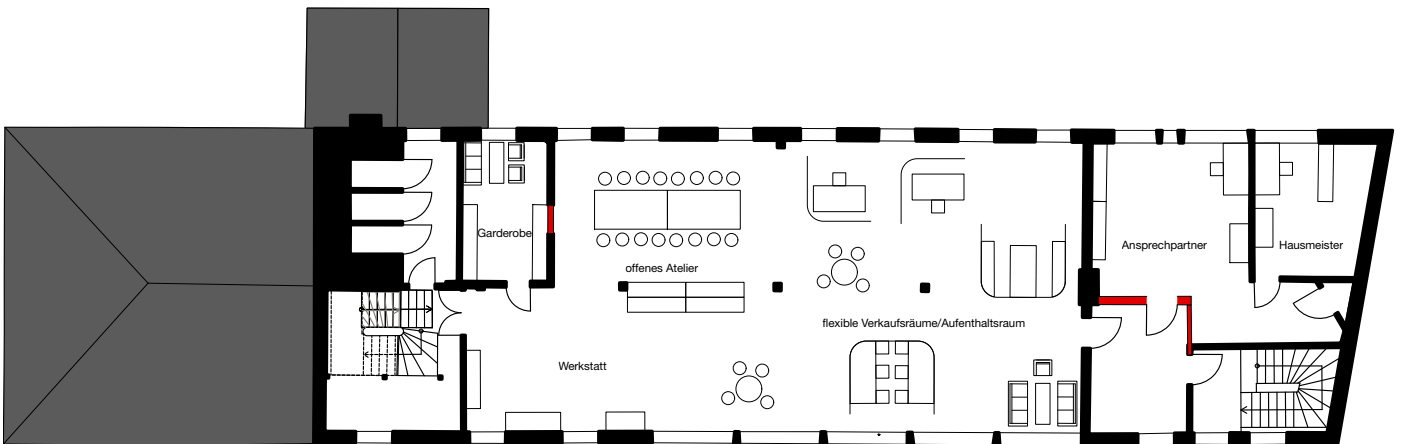 Garderobe
Ansprechpartner
Hausmeister
offenes Atelier
flexible Verkaufsräume/Aufenthaltsraum
Werkstatt